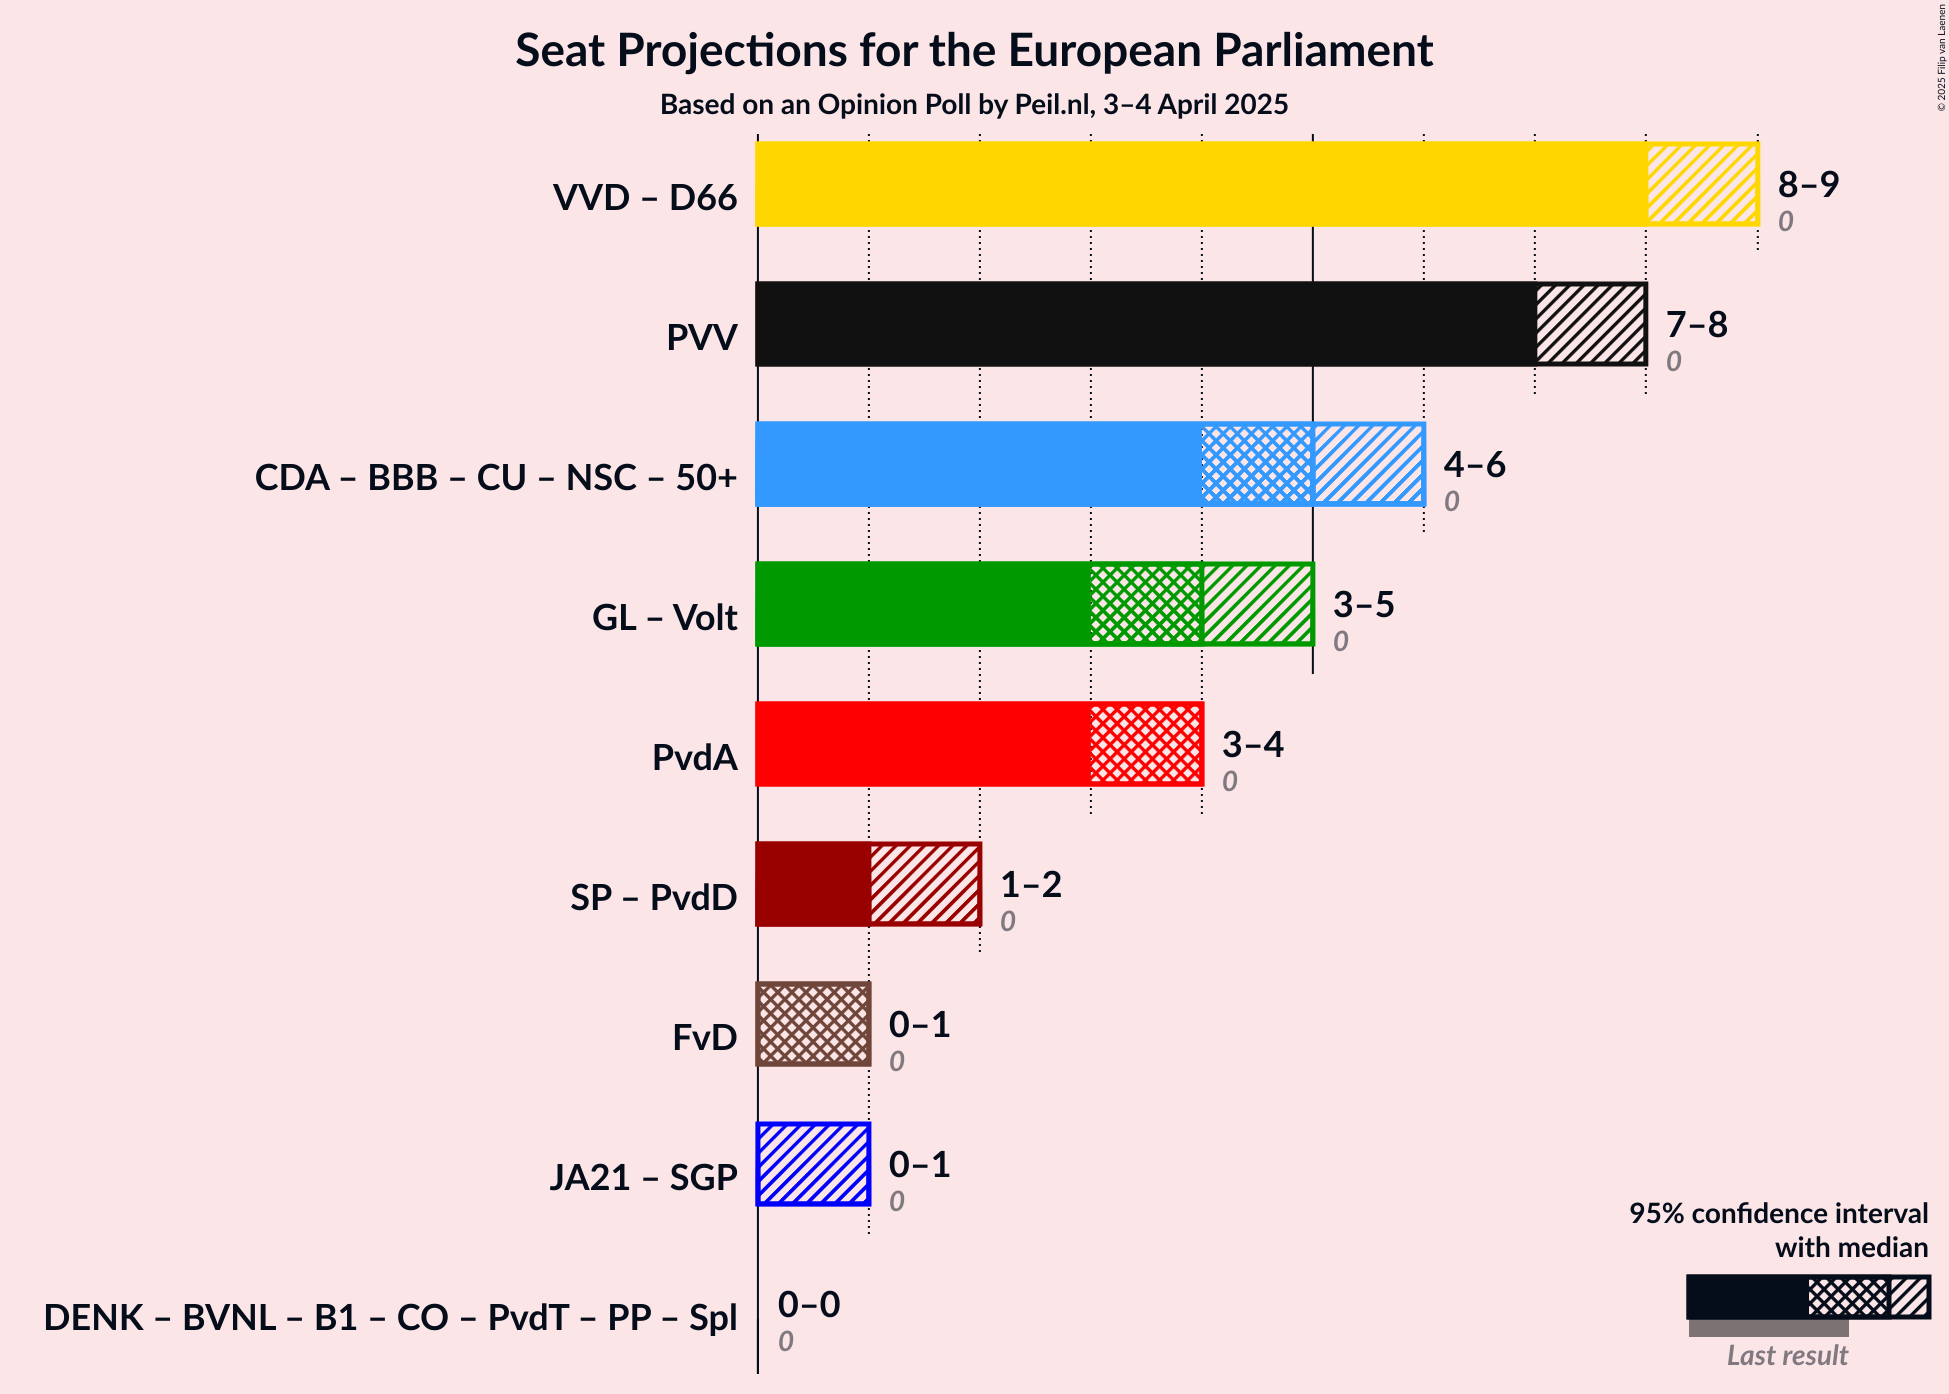 Seat Projections for the European Parliament
Based on an Opinion Poll by Peil.nl, 3–4 April 2025
© 2025 Filip van Laenen
VVD – D66
8–9
0
PVV
7–8
0
CDA – BBB – CU – NSC – 50+
4–6
0
GL – Volt
3–5
0
PvdA
3–4
0
SP – PvdD
1–2
0
FvD
0–1
0
JA21 – SGP
0–1
0
DENK – BVNL – B1 – CO – PvdT – PP – Spl
0–0
0
95% confidence interval
with median
Last result